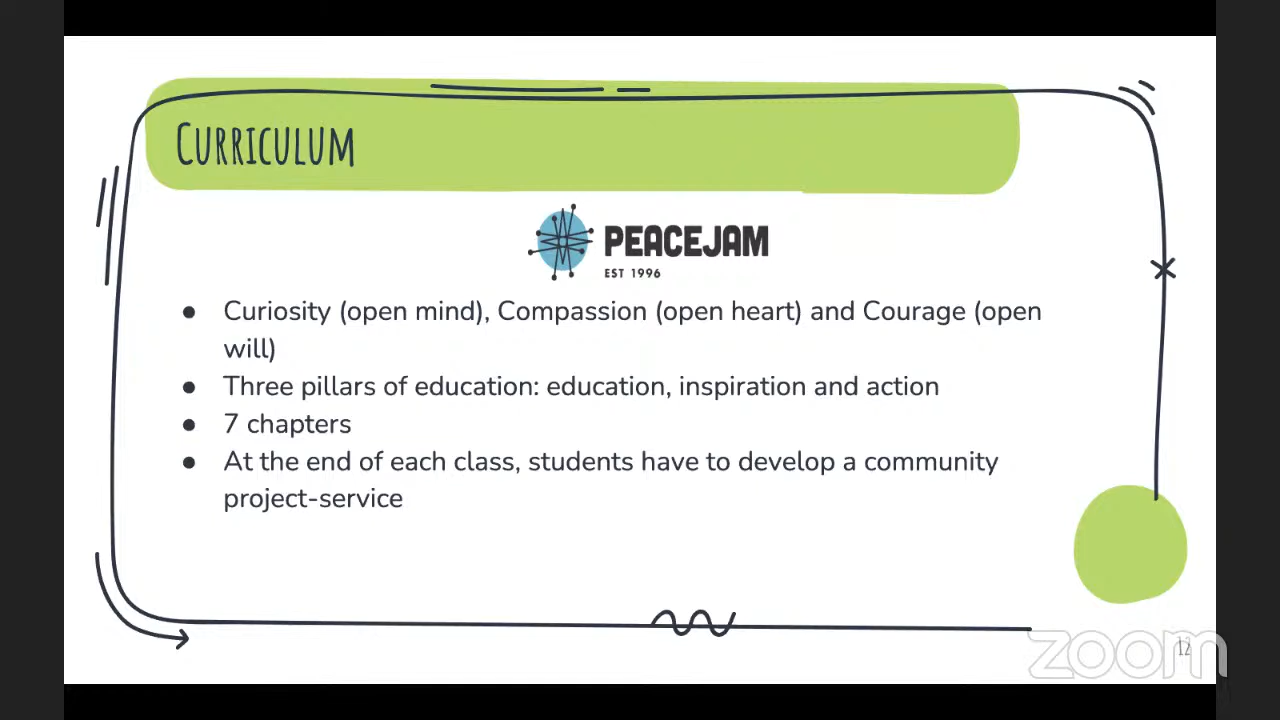 Curriculum
PEACEJAM
EST 1996
● Curiosity (open mind), Compassion (open heart) and Courage (open
will)
● Three pillars of education: education, inspiration and action
● 7 chapters
● At the end of each class, students have to develop a community
project-service
zoom
12